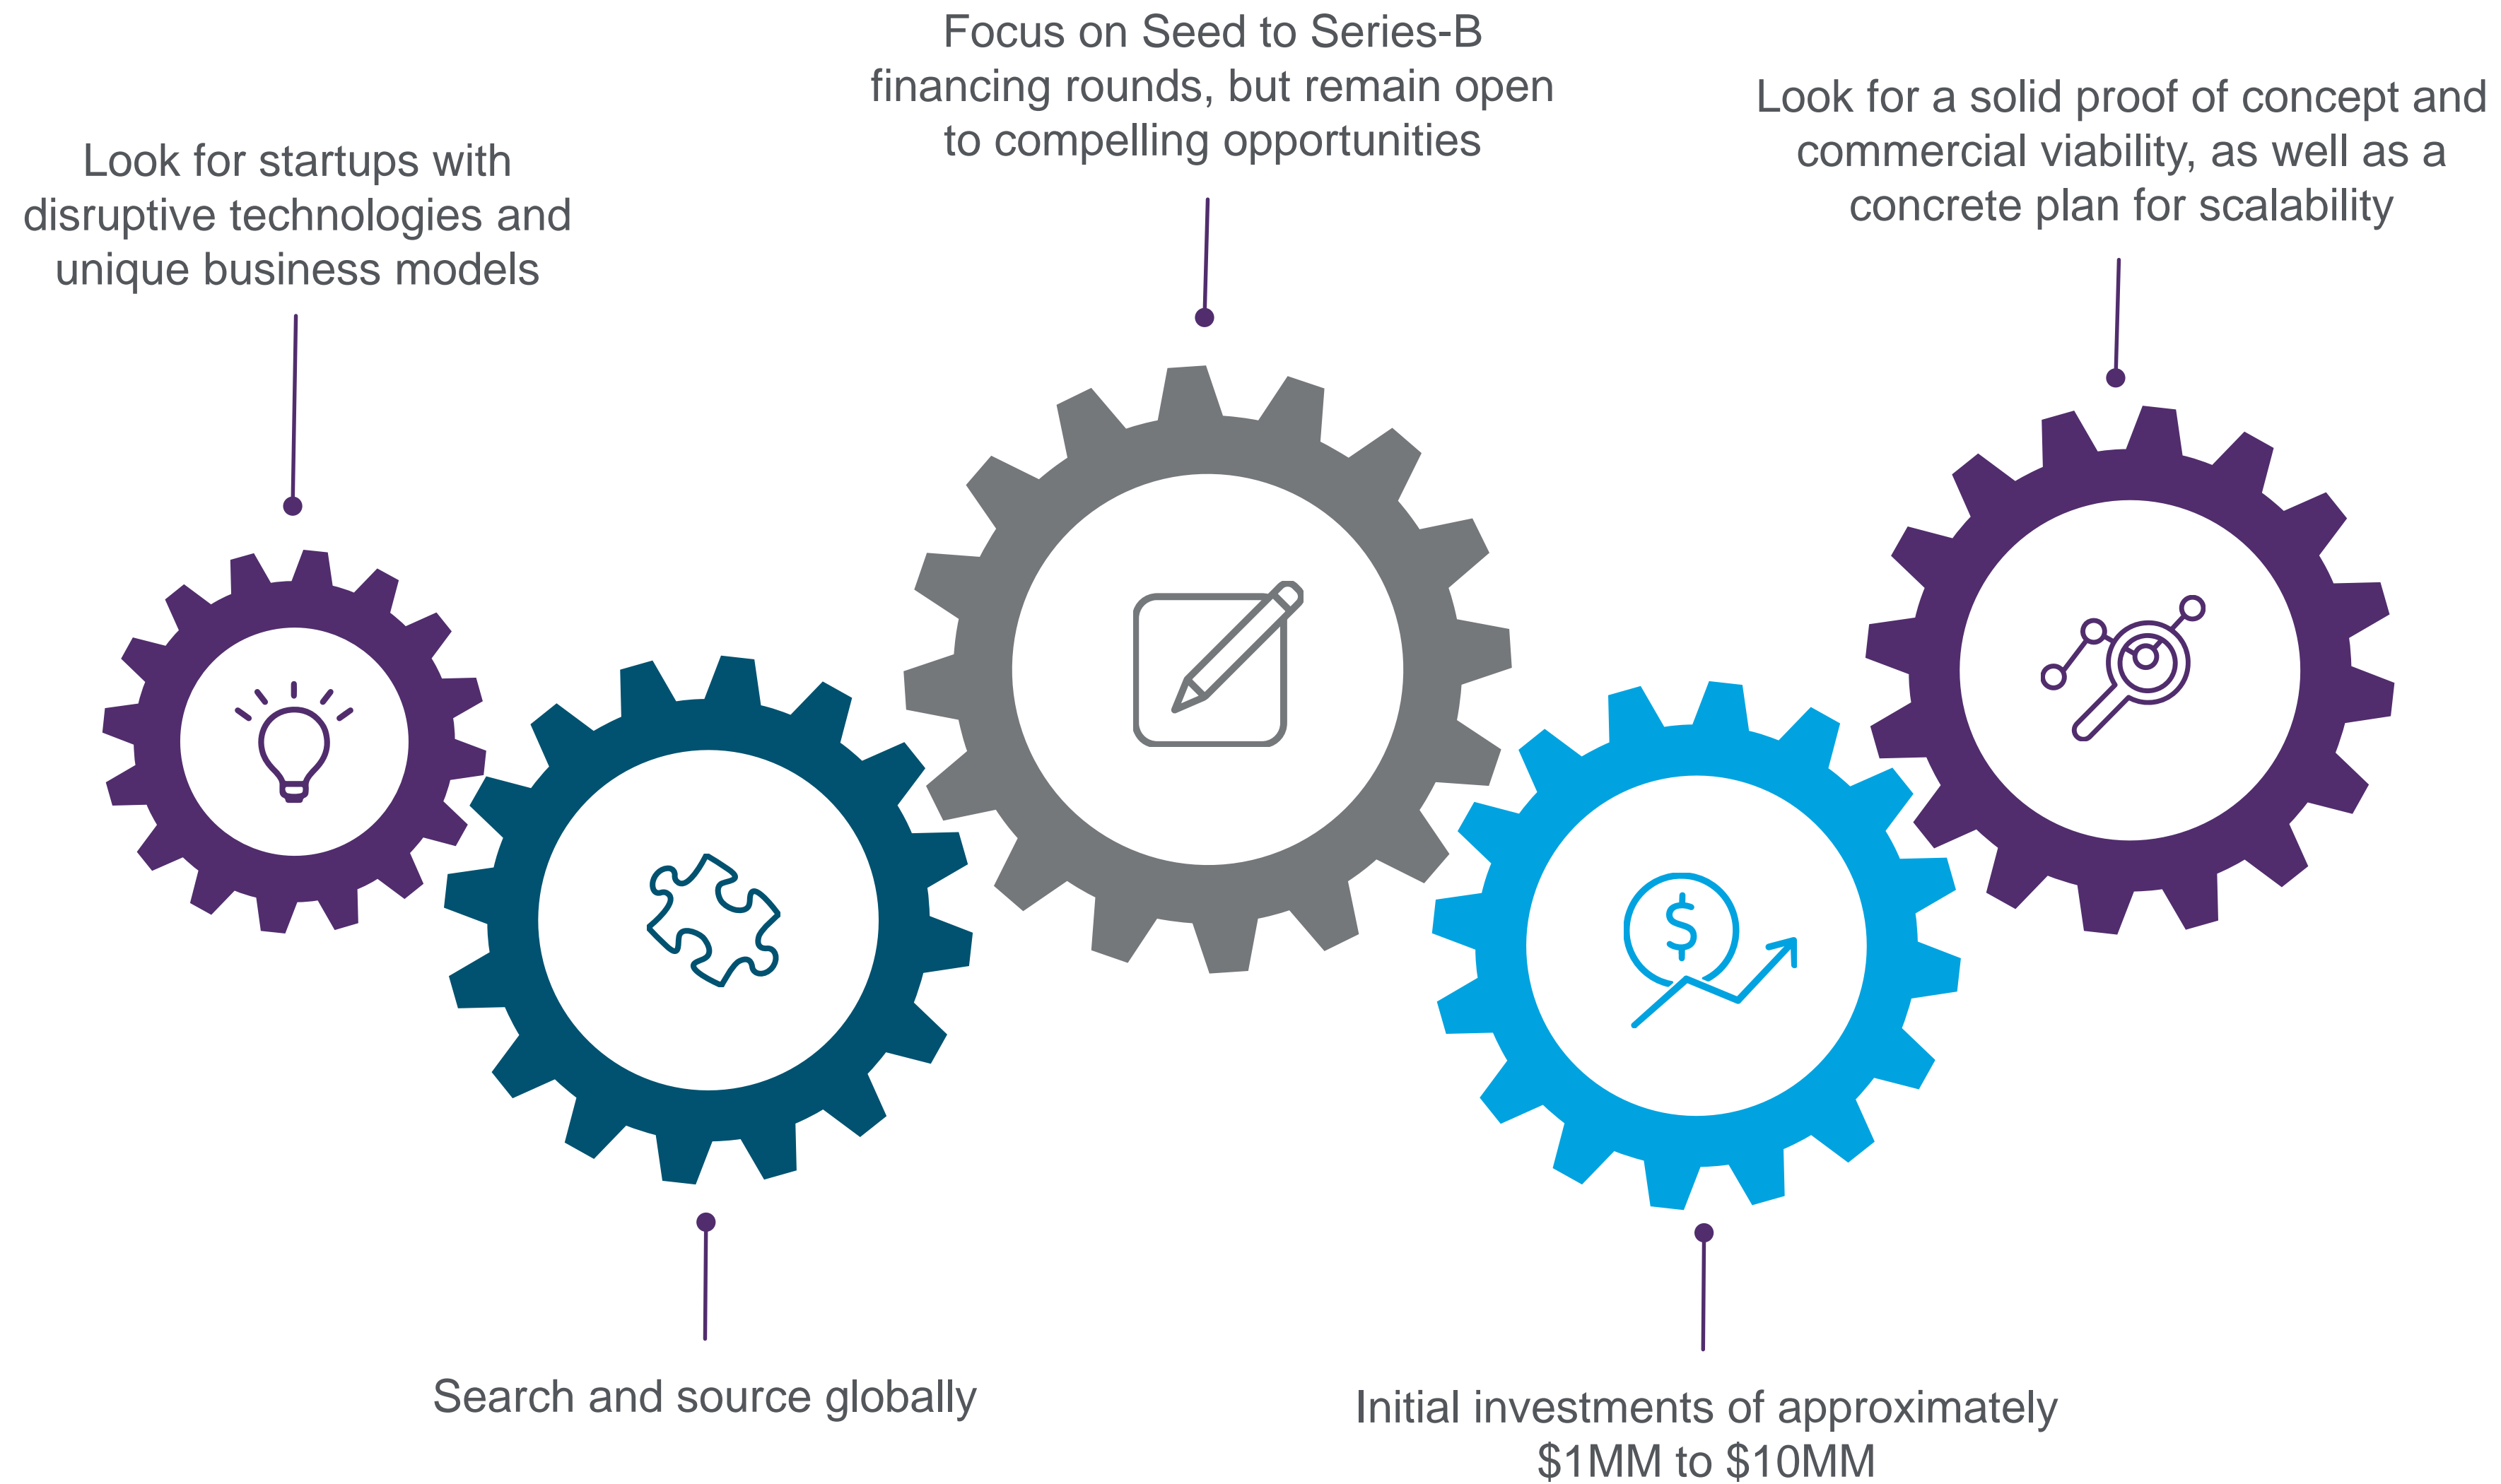 Look for startups with
disruptive technologies and
unique business models
Search and source globally
Focus on Seed to Series-B
financing rounds, but remain open
to compelling opportunities
Initial investments of approximately
$1MM to $10MM
Look for a solid proof of concept and
commercial viability, as well as a
concrete plan for scalability
$